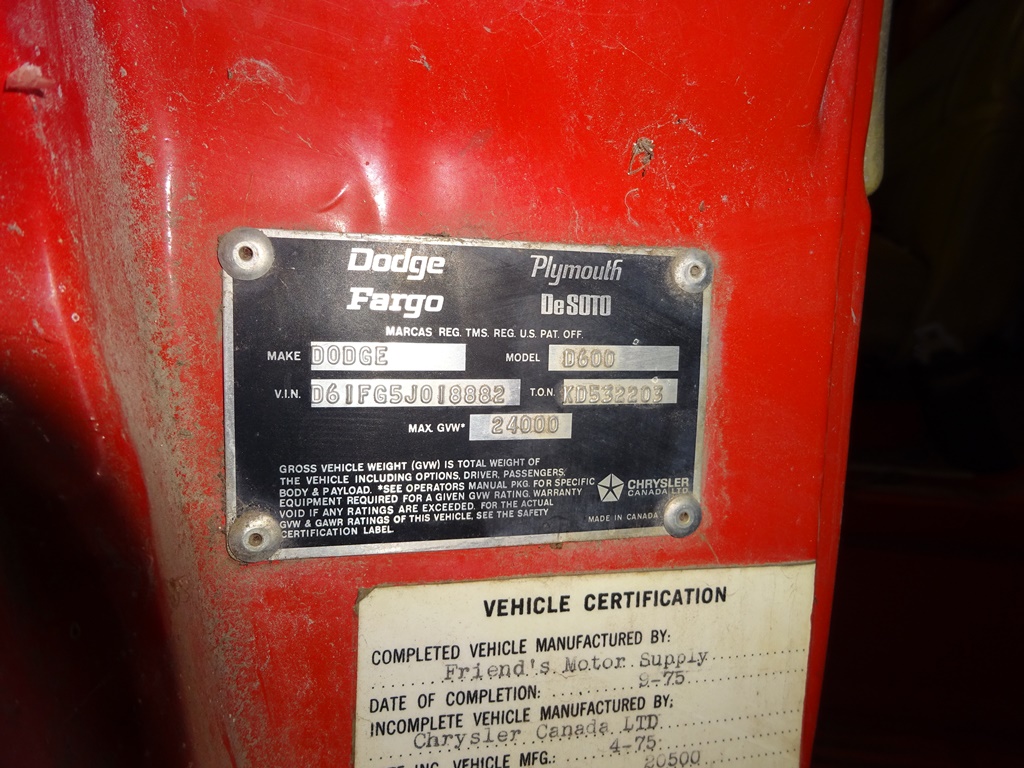 Dodge Plymouth
Fargo DeSOTO
MARCAS REG. TMS. REG. U.S. PAT. OFF.
MAKE DODGE MODEL D600
V.I.N. D61FG5J018882 T.O.N. XD532203
MAX. GVW* 24000
GROSS VEHICLE WEIGHT (GVW) IS TOTAL WEIGHT OF
THE VEHICLE INCLUDING OPTIONS, DRIVER, PASSENGERS,
BODY & PAYLOAD. *SEE OPERATORS MANUAL PKG. FOR SPECIFIC
EQUIPMENT REQUIRED FOR A GIVEN GVW RATING. WARRANTY
VOID IF ANY RATINGS ARE EXCEEDED. FOR THE ACTUAL
GVW & GAWR RATINGS OF THIS VEHICLE, SEE THE SAFETY
CERTIFICATION LABEL.
CHRYSLER
CANADA LTD.
MADE IN CANADA
VEHICLE CERTIFICATION
COMPLETED VEHICLE MANUFACTURED BY:
Friend's Motor Supply
DATE OF COMPLETION: 9-75
INCOMPLETE VEHICLE MANUFACTURED BY;
Chrysler Canada LTD
INC. VEHICLE MFG.: 4-75
20500